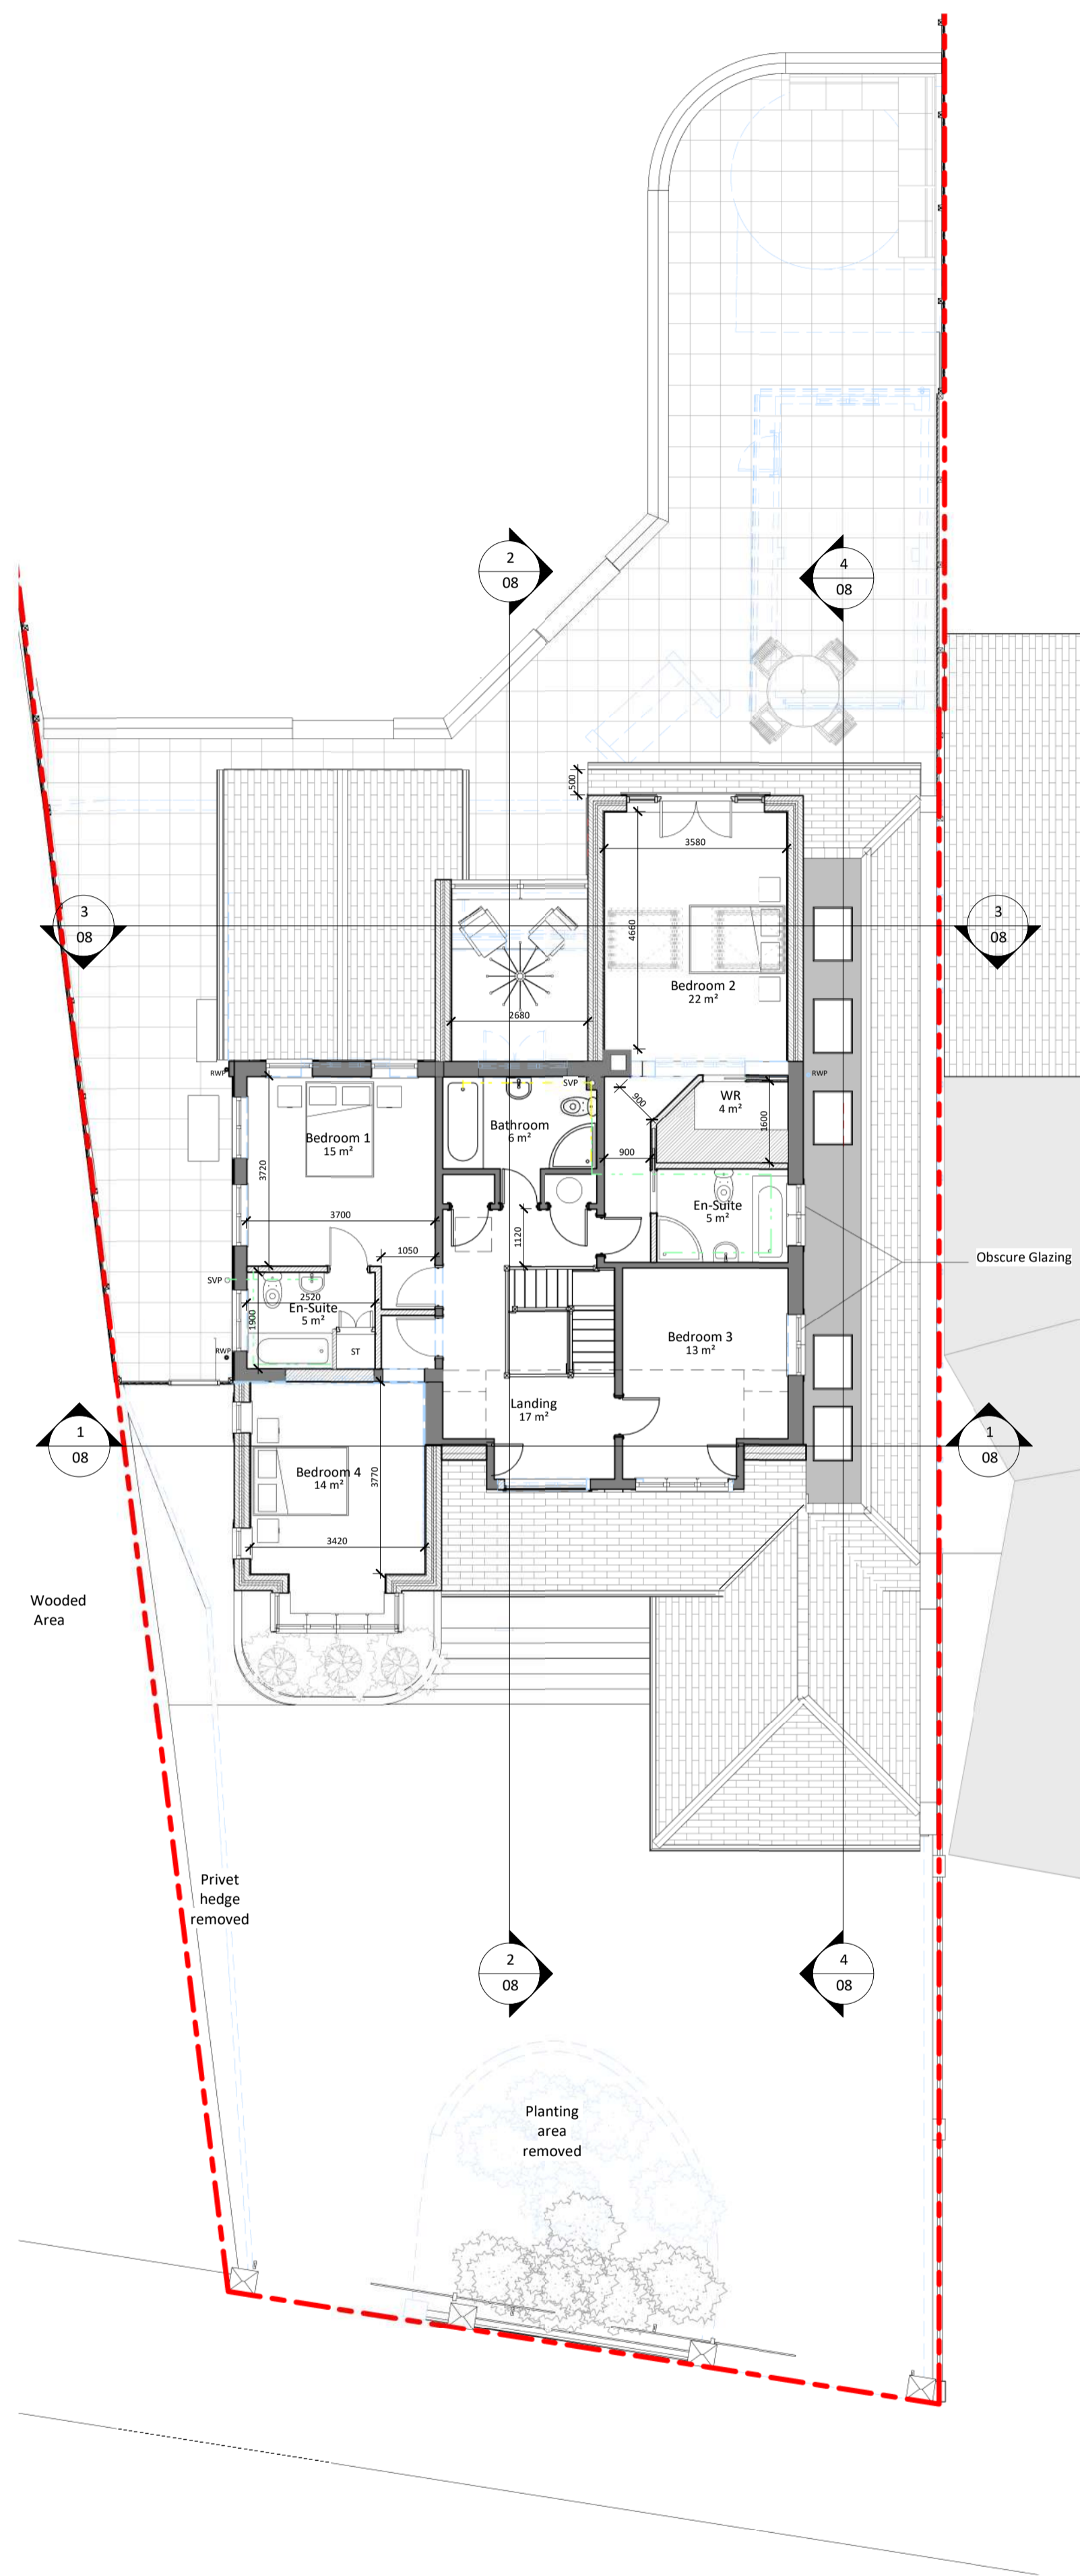 2
08
4
08
500
3580
3
08
3
08
4660
Bedroom 2
22 m²
2680
RWP
SVP
RWP
900
WR
4 m²
1600
Bathroom
6 m²
Bedroom 1
15 m²
900
3720
En-Suite
5 m²
3700
1120
1050
Obscure Glazing
SVP
2520
En-Suite
5 m²
1900
RWP
ST
Bedroom 3
13 m²
Landing
17 m²
1
08
1
08
Bedroom 4
14 m²
3770
3420
Wooded
Area
Privet
hedge
removed
2
08
4
08
Planting
area
removed